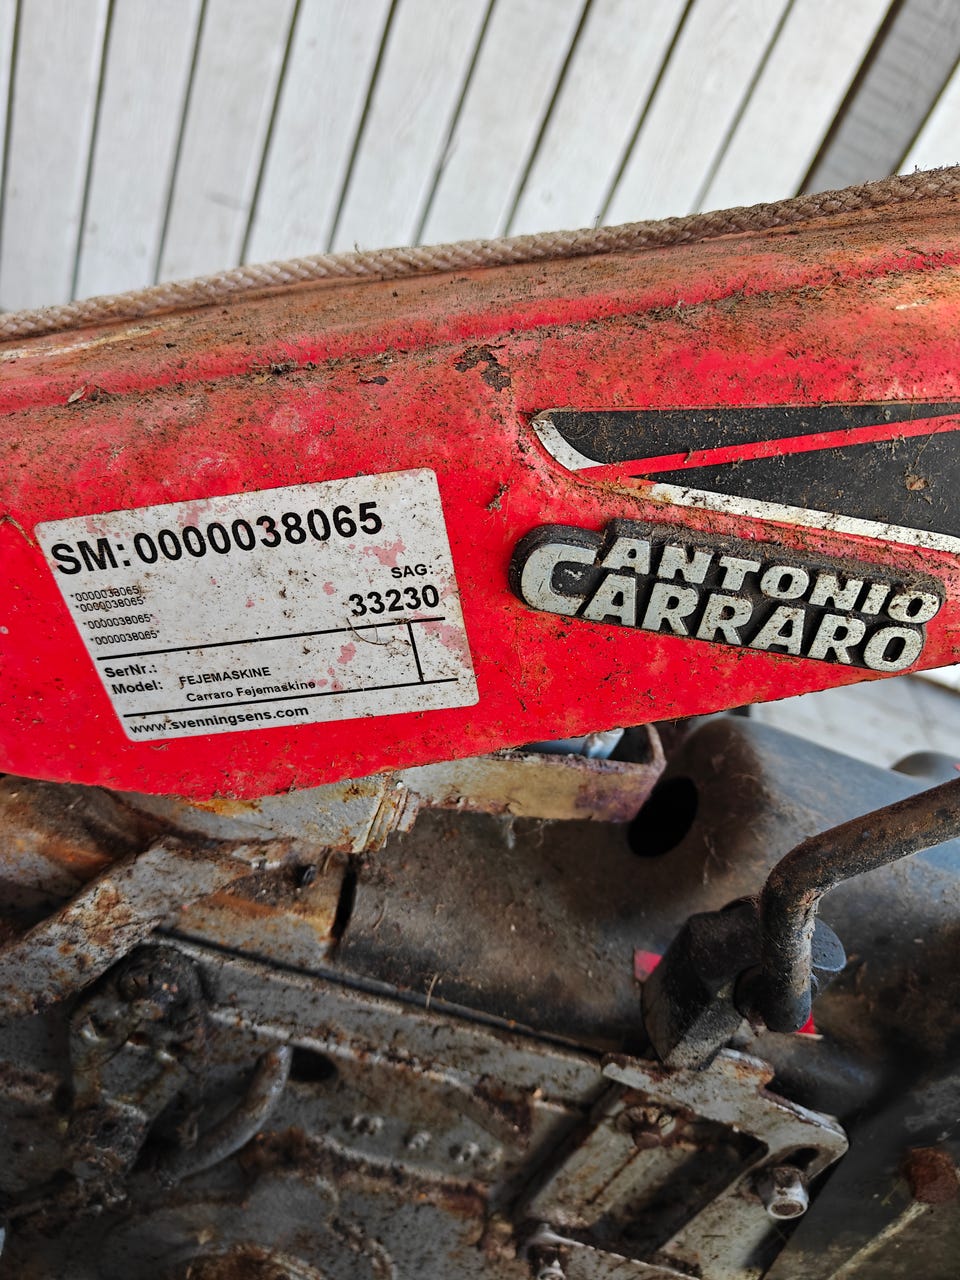 SM: 0000038065
*0000038065*
*0000038065*
*0000038065*
*0000038065*
SAG:
33230
SerNr.:
Model: FEJEMASKINE
Carraro Fejemaskine
www.svenningsens.com
ANTONIO
CARRARO